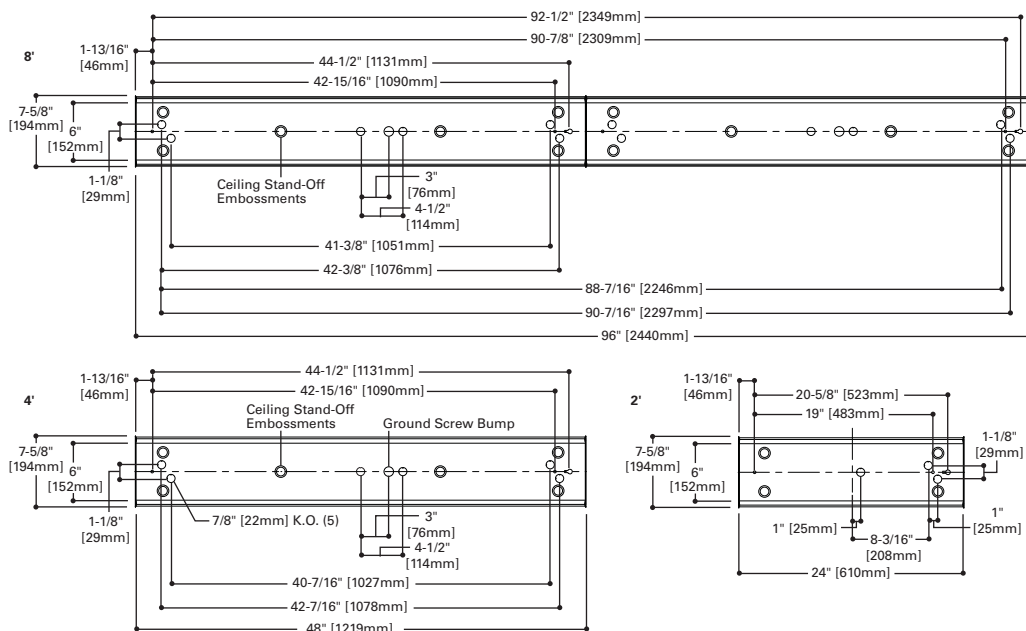 92-1/2" [2349mm]
90-7/8" [2309mm]
8'
1-13/16"
[46mm]
44-1/2" [1131mm]
42-15/16" [1090mm]
7-5/8"
[194mm]
6"
[152mm]
1-1/8"
[29mm]
Ceiling Stand-Off
Embossments
3"
[76mm]
4-1/2"
[114mm]
41-3/8" [1051mm]
42-3/8" [1076mm]
88-7/16" [2246mm]
90-7/16" [2297mm]
96" [2440mm]
4'
1-13/16"
[46mm]
44-1/2" [1131mm]
42-15/16" [1090mm]
Ceiling Stand-Off
Embossments
Ground Screw Bump
7-5/8"
[194mm]
6"
[152mm]
1-1/8"
[29mm]
7/8" [22mm] K.O. (5)
3"
[76mm]
4-1/2"
[114mm]
40-7/16" [1027mm]
42-7/16" [1078mm]
48" [1219mm]
2'
1-13/16"
[46mm]
20-5/8" [523mm]
19" [483mm]
1-1/8"
[29mm]
7-5/8"
[194mm]
6"
[152mm]
1" [25mm]
8-3/16"
[208mm]
1"
[25mm]
24" [610mm]